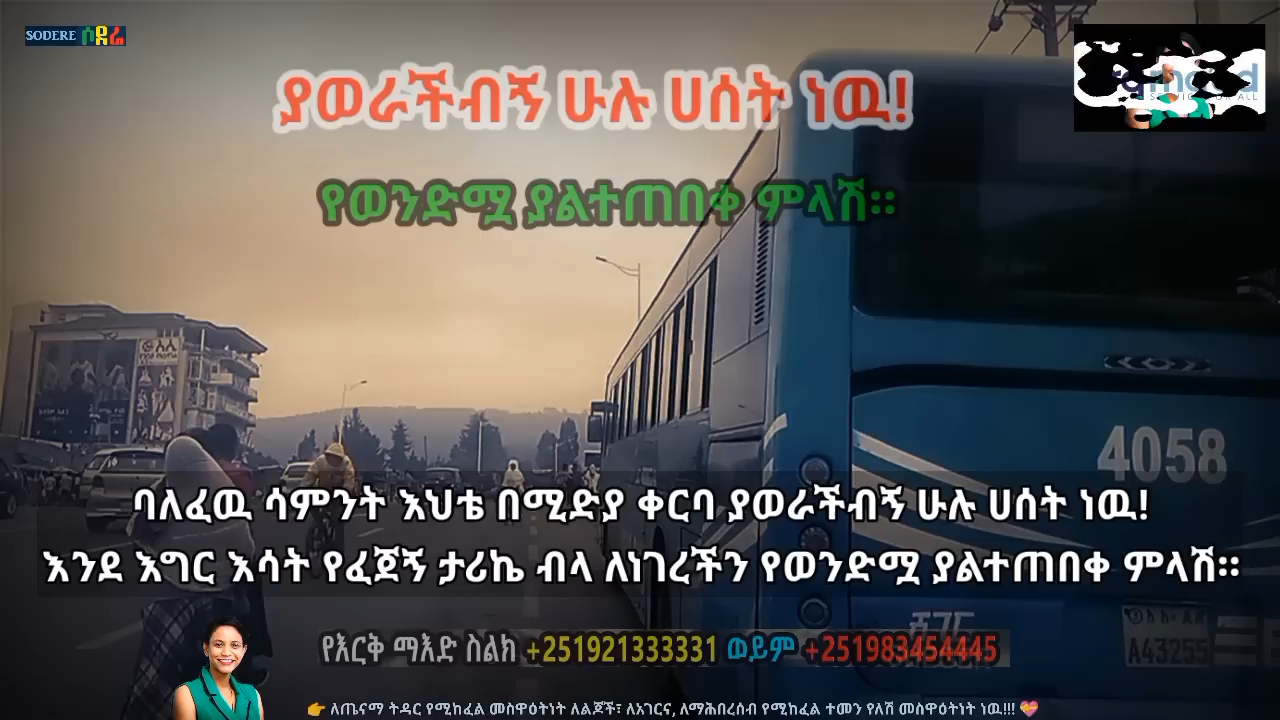 SODERE ሶደሬ
ያወራችብኝ ሁሉ ሀሰት ነዉ!
የወንድሟ ያልተጠበቀ ምላሽ።
4058
ባለፈዉ ሳምንት እህቴ በሚድያ ቀርባ ያወራችብኝ ሁሉ ሀሰት ነዉ!
እንደ እግር እሳት የፈጀኝ ታሪኬ ብላ ለነገረችን የወንድሟ ያልተጠበቀ ምላሽ።
A43255
የእርቅ ማእድ ስልክ +251921333331 ወይም +251983454445
👉 ለጤናማ ትዳር የሚከፈል መስዋዕትነት ለልጆች፣ ለአገርና, ለማሕበረሰብ የሚከፈል ተመን የለሽ መስዋዕትነት ነዉ!!! 💝